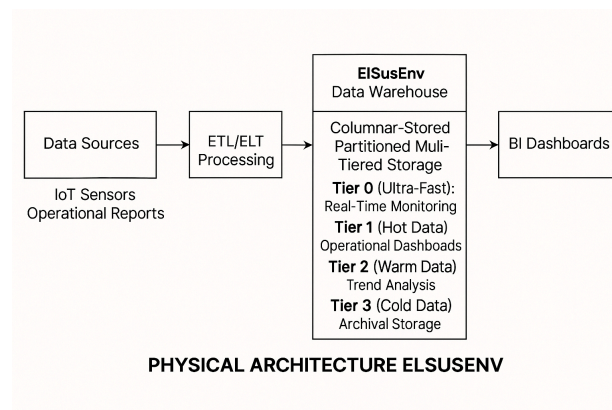 Data Sources
IoT Sensors
Operational Reports
ETL/ELT
Processing
ElSusEnv
Data Warehouse
Columnar-Stored
Partitioned Muli-
Tiered Storage
Tier 0 (Ultra-Fast):
Real-Time Monitoring
Tier 1 (Hot Data)
Operational Dashboads
Tier 2 (Warm Data)
Trend Analysis
Tier 3 (Cold Data)
Archival Storage
BI Dashboards
PHYSICAL ARCHITECTURE ELSUSENV